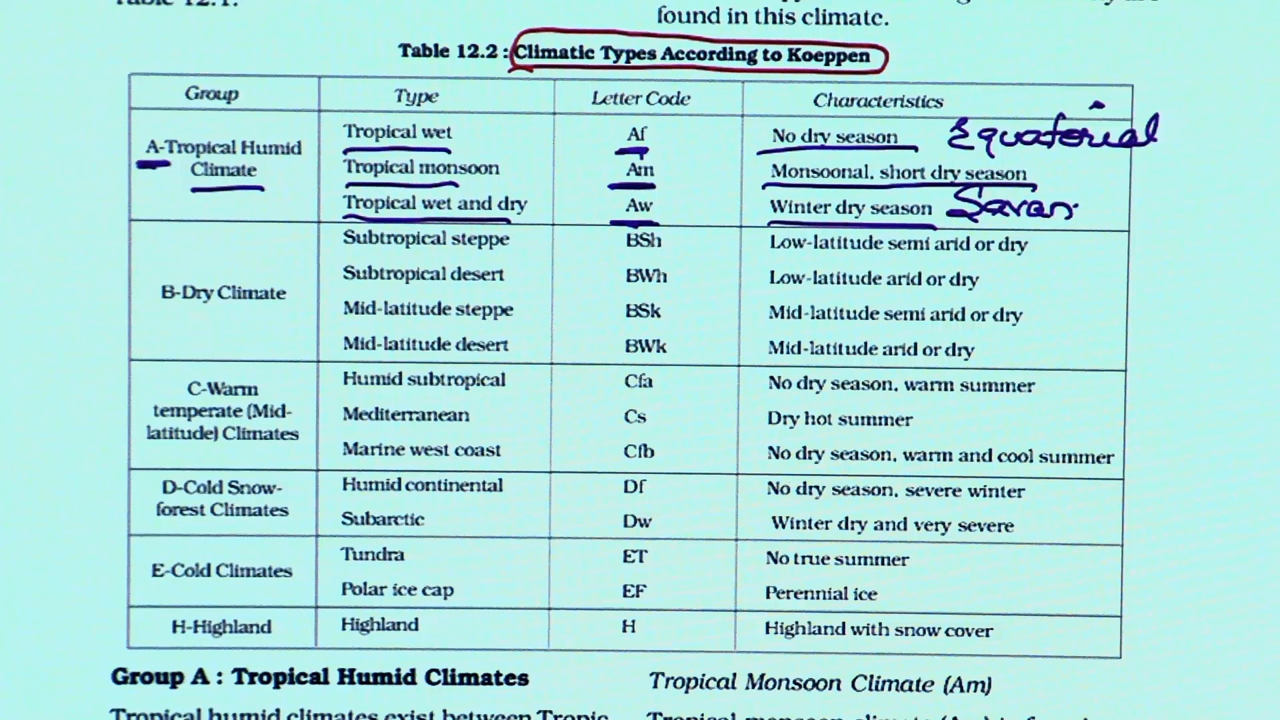 found in this climate.
Table 12.2 : Climatic Types According to Koeppen
Group Type Letter Code Characteristics
A-Tropical Humid Climate
Tropical wet Af No dry season Equatorial
Tropical monsoon Am Monsoonal, short dry season
Tropical wet and dry Aw Winter dry season
B-Dry Climate
Subtropical steppe BSh Low-latitude semi arid or dry
Subtropical desert BWh Low-latitude arid or dry
Mid-latitude steppe BSk Mid-latitude semi arid or dry
Mid-latitude desert BWk Mid-latitude arid or dry
C-Warm
temperate (Mid-
latitude) Climates
Humid subtropical Cfa No dry season, warm summer
Mediterranean Cs Dry hot summer
Marine west coast Cfb No dry season, warm and cool summer
D-Cold Snow-
forest Climates
Humid continental Df No dry season, severe winter
Subarctic Dw Winter dry and very severe
E-Cold Climates
Tundra ET No true summer
Polar ice cap EF Perennial ice
H-Highland Highland H Highland with snow cover
Group A : Tropical Humid Climates
Tropical Monsoon Climate (Am)
Tropical humid climates exist between Tropic